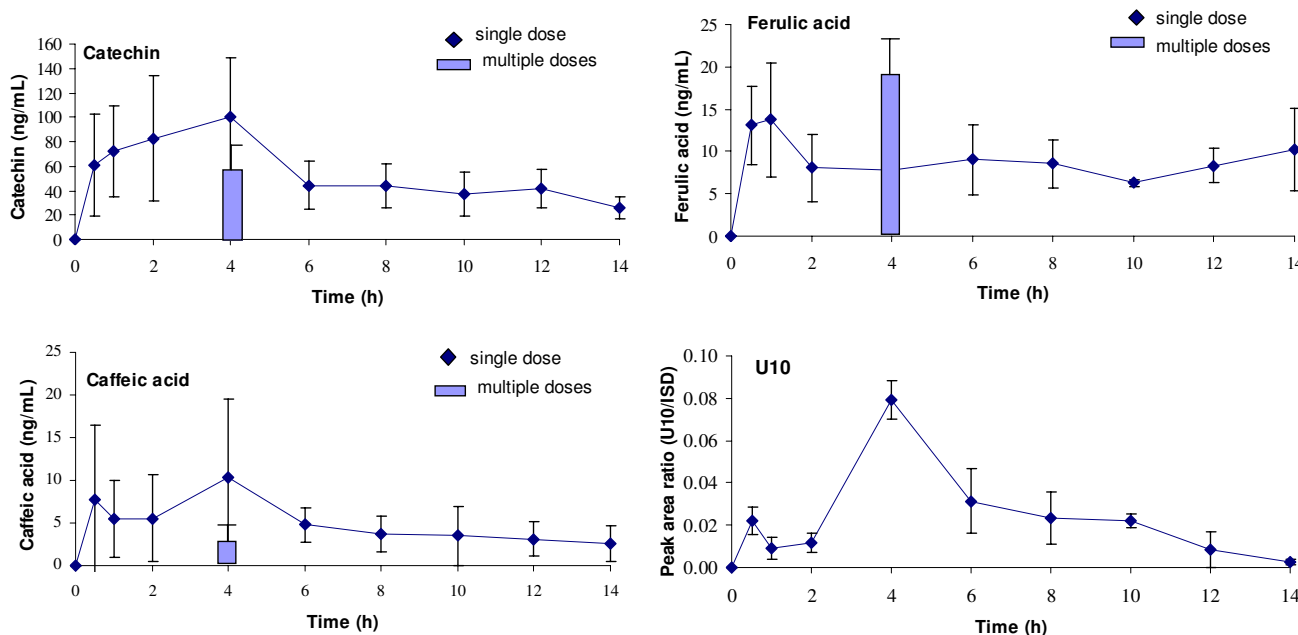 Catechin
single dose
multiple doses
Catechin (ng/mL)
160
140
120
100
80
60
40
20
0
0 2 4 6 8 10 12 14
Time (h)
Ferulic acid
single dose
multiple doses
Ferulic acid (ng/mL)
25
20
15
10
5
0
0 2 4 6 8 10 12 14
Time (h)
Caffeic acid
single dose
multiple doses
Caffeic acid (ng/mL)
25
20
15
10
5
0
0 2 4 6 8 10 12 14
Time (h)
U10
Peak area ratio (U10/ISD)
0.10
0.08
0.06
0.04
0.02
0.00
0 2 4 6 8 10 12 14
Time (h)